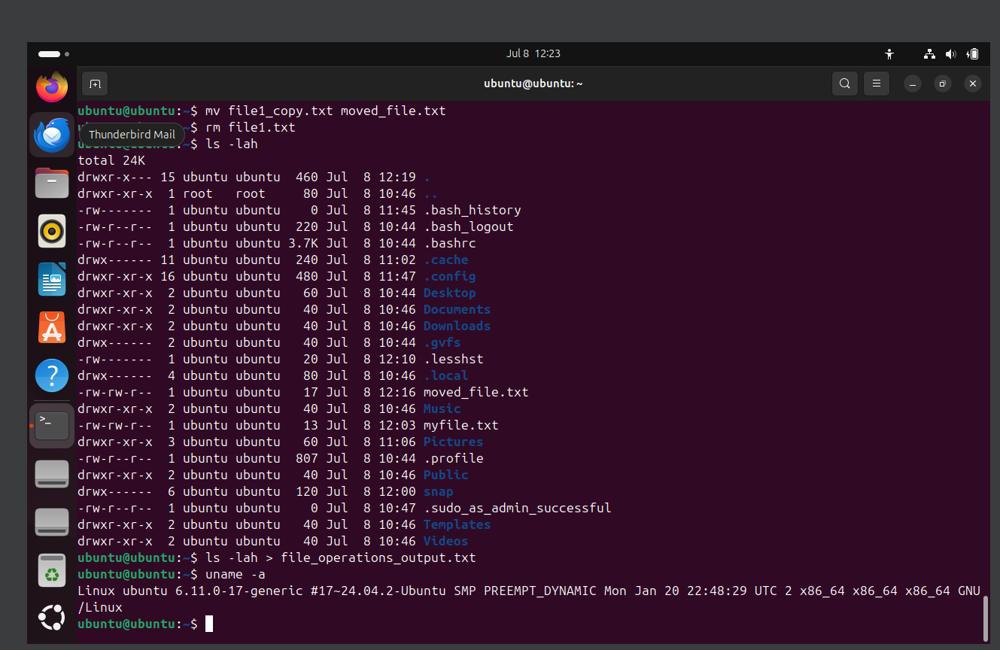 Jul 8 12:23
ubuntu@ubuntu: ~
ubuntu@ubuntu:~$ mv file1_copy.txt moved_file.txt
~$ rm file1.txt
Thunderbird Mail
~$ ls -lah
total 24K
drwxr-x--- 15 ubuntu ubuntu 460 Jul 8 12:19 .
drwxr-xr-x 1 root root 80 Jul 8 10:46 ..
-rw------- 1 ubuntu ubuntu 0 Jul 8 11:45 .bash_history
-rw-r--r-- 1 ubuntu ubuntu 220 Jul 8 10:44 .bash_logout
-rw-r--r-- 1 ubuntu ubuntu 3.7K Jul 8 10:44 .bashrc
drwx------ 11 ubuntu ubuntu 240 Jul 8 11:02 .cache
drwxr-xr-x 16 ubuntu ubuntu 480 Jul 8 11:47 .config
drwxr-xr-x 2 ubuntu ubuntu 60 Jul 8 10:44 Desktop
drwxr-xr-x 2 ubuntu ubuntu 40 Jul 8 10:46 Documents
drwxr-xr-x 2 ubuntu ubuntu 40 Jul 8 10:46 Downloads
drwx------ 2 ubuntu ubuntu 40 Jul 8 10:44 .gvfs
-rw------- 1 ubuntu ubuntu 20 Jul 8 12:10 .lesshst
drwx------ 4 ubuntu ubuntu 80 Jul 8 10:46 .local
-rw-rw-r-- 1 ubuntu ubuntu 17 Jul 8 12:16 moved_file.txt
drwxr-xr-x 2 ubuntu ubuntu 40 Jul 8 10:46 Music
-rw-rw-r-- 1 ubuntu ubuntu 13 Jul 8 12:03 myfile.txt
drwxr-xr-x 3 ubuntu ubuntu 60 Jul 8 11:06 Pictures
-rw-r--r-- 1 ubuntu ubuntu 807 Jul 8 10:44 .profile
drwxr-xr-x 2 ubuntu ubuntu 40 Jul 8 10:46 Public
drwx------ 6 ubuntu ubuntu 120 Jul 8 12:00 snap
-rw-r--r-- 1 ubuntu ubuntu 0 Jul 8 10:47 .sudo_as_admin_successful
drwxr-xr-x 2 ubuntu ubuntu 40 Jul 8 10:46 Templates
drwxr-xr-x 2 ubuntu ubuntu 40 Jul 8 10:46 Videos
ubuntu@ubuntu:~$ ls -lah > file_operations_output.txt
ubuntu@ubuntu:~$ uname -a
Linux ubuntu 6.11.0-17-generic #17~24.04.2-Ubuntu SMP PREEMPT_DYNAMIC Mon Jan 20 22:48:29 UTC 2 x86_64 x86_64 x86_64 GNU
/Linux
ubuntu@ubuntu:~$